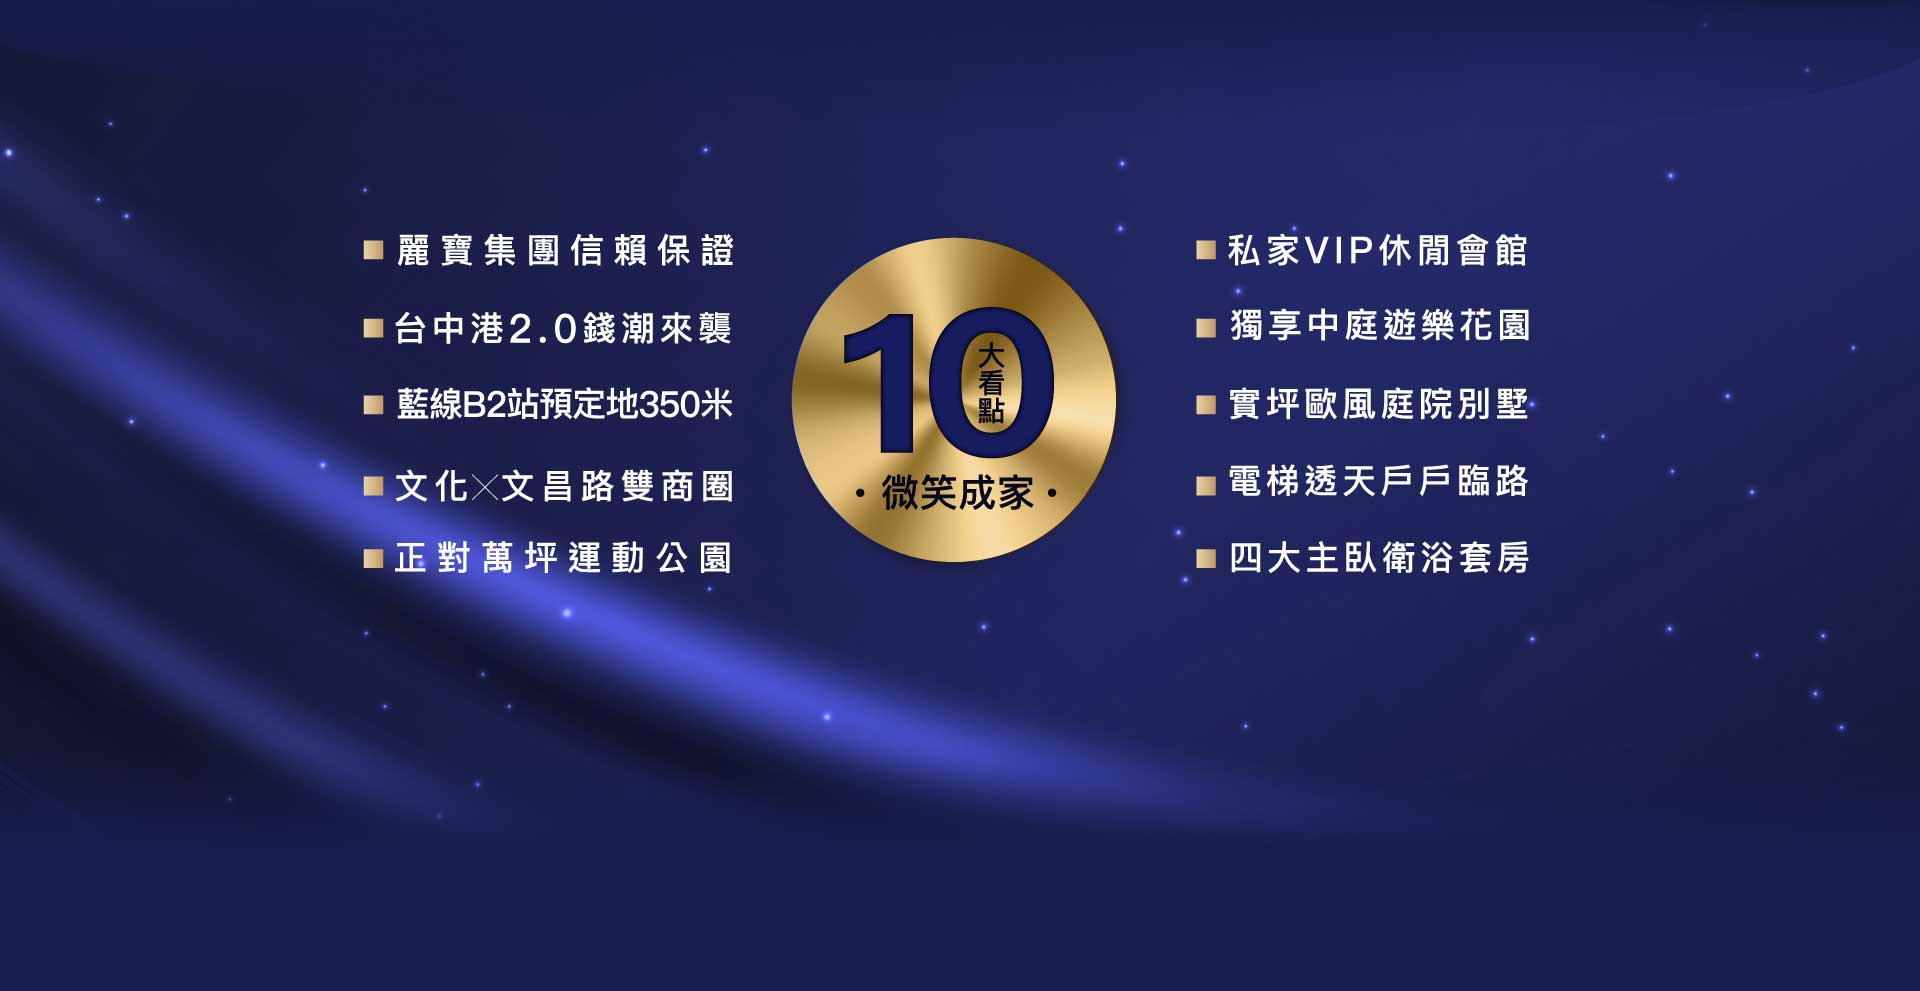 麗寶集團信賴保證
台中港2.0錢潮來襲
藍線B2站預定地350米
文化×文昌路雙商圈
正對萬坪運動公園
10
大看點
·微笑成家·
私家VIP休閒會館
獨享中庭遊樂花園
實坪歐風庭院別墅
電梯透天戶戶臨路
四大主臥衛浴套房